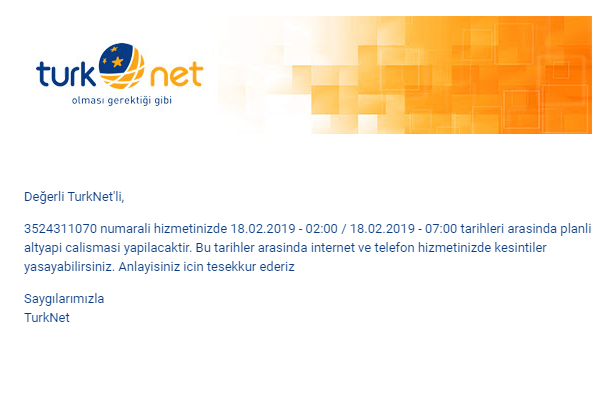 turk net
olması gerektiği gibi
Değerli TurkNet'li,
3524311070 numarali hizmetinizde 18.02.2019 - 02:00 / 18.02.2019 - 07:00 tarihleri arasinda planli
altyapi calismasi yapilacaktir. Bu tarihler arasinda internet ve telefon hizmetinizde kesintiler
yasayabilirsiniz. Anlayisiniz icin tesekkur ederiz
Saygılarımızla
TurkNet